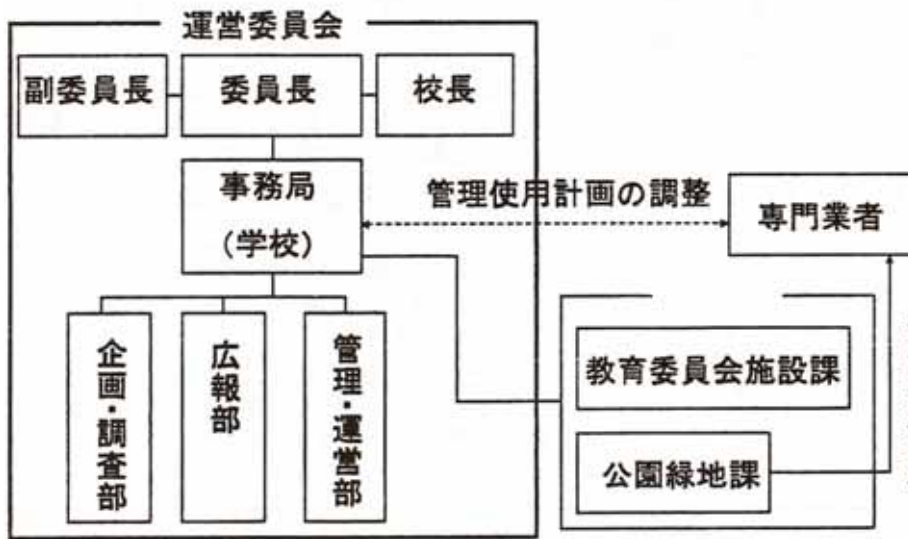 運営委員会
副委員長
委員長
校長
事務局
(学校)
管理使用計画の調整
専門業者
企画・調査部
広報部
管理・運営部
教育委員会施設課
公園緑地課